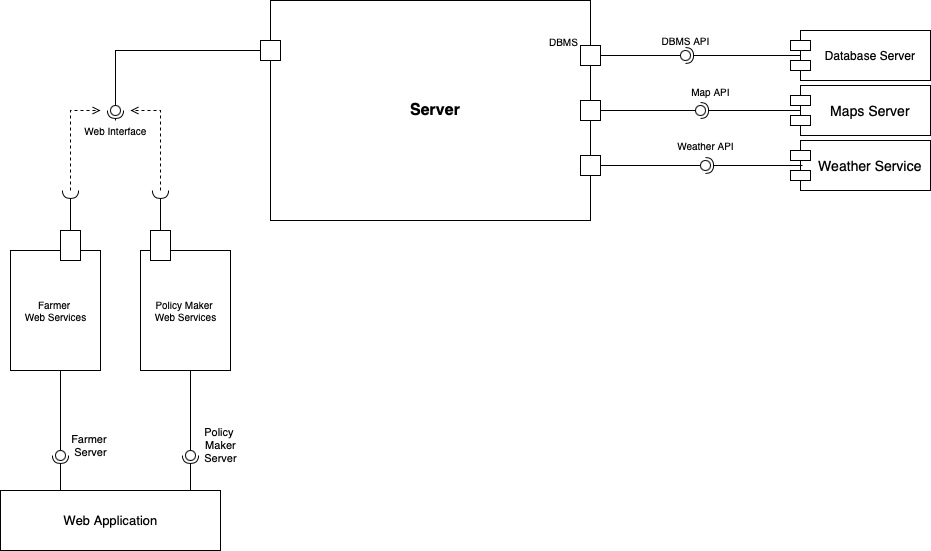 DBMS
DBMS API
Database Server
Server
Map API
Maps Server
Web Interface
Weather API
Weather Service
Farmer
Web Services
Policy Maker
Web Services
Farmer
Server
Policy
Maker
Server
Web Application